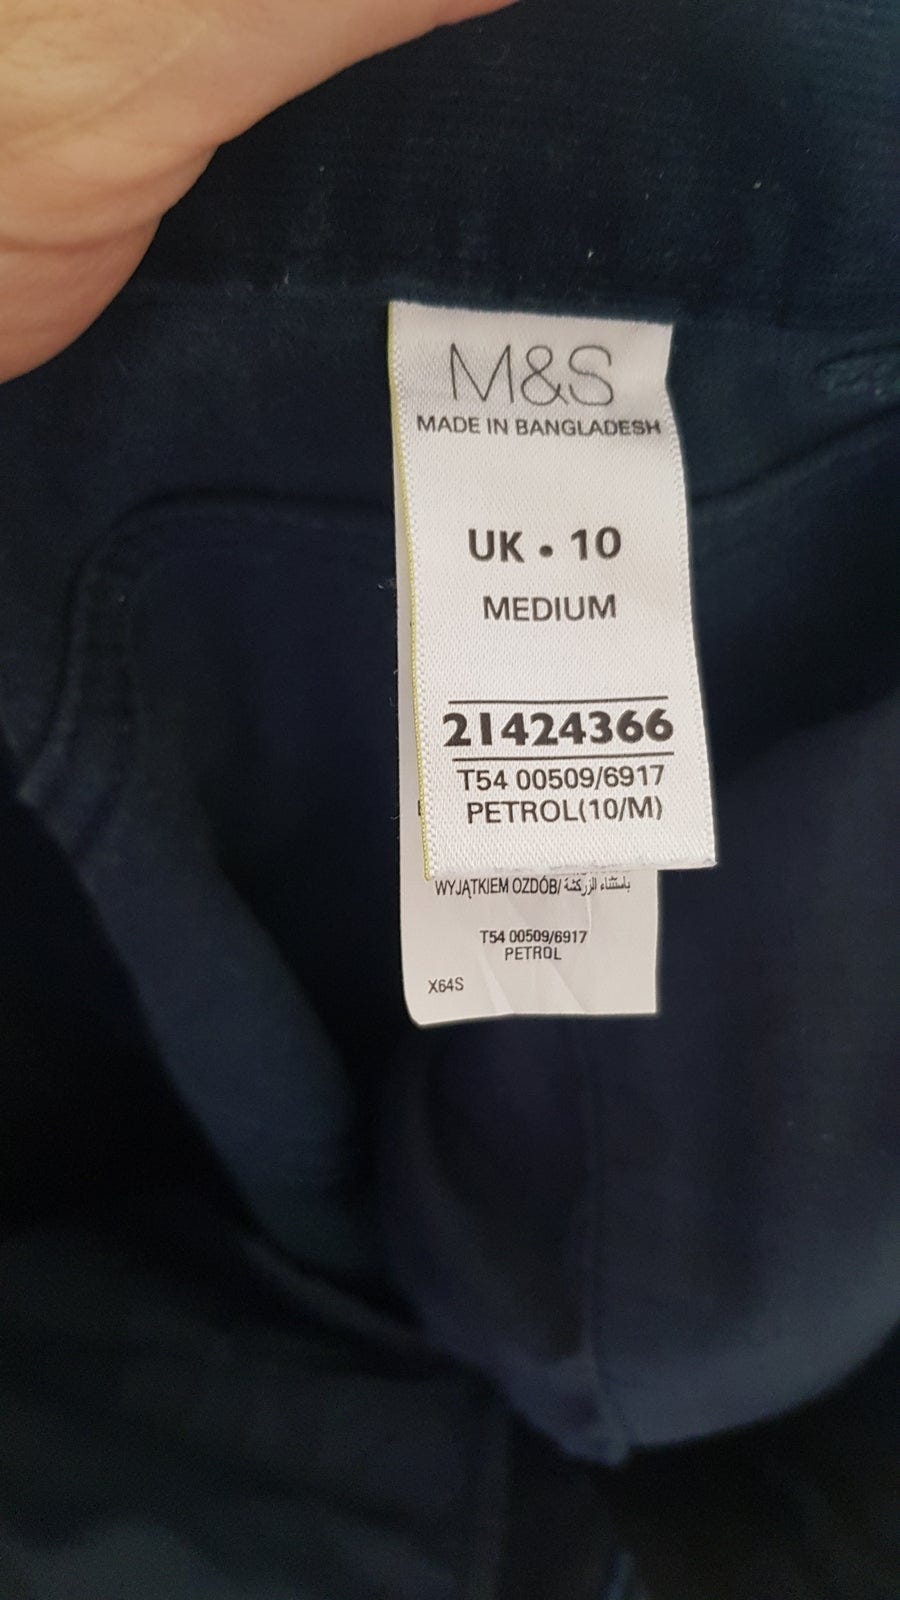 M&S
MADE IN BANGLADESH
UK • 10
MEDIUM
21424366
T54 00509/6917
PETROL(10/M)
WYJĄTKIEM OZDÓB/ باستثناء الزركشة
T54 00509/6917
PETROL
X64S